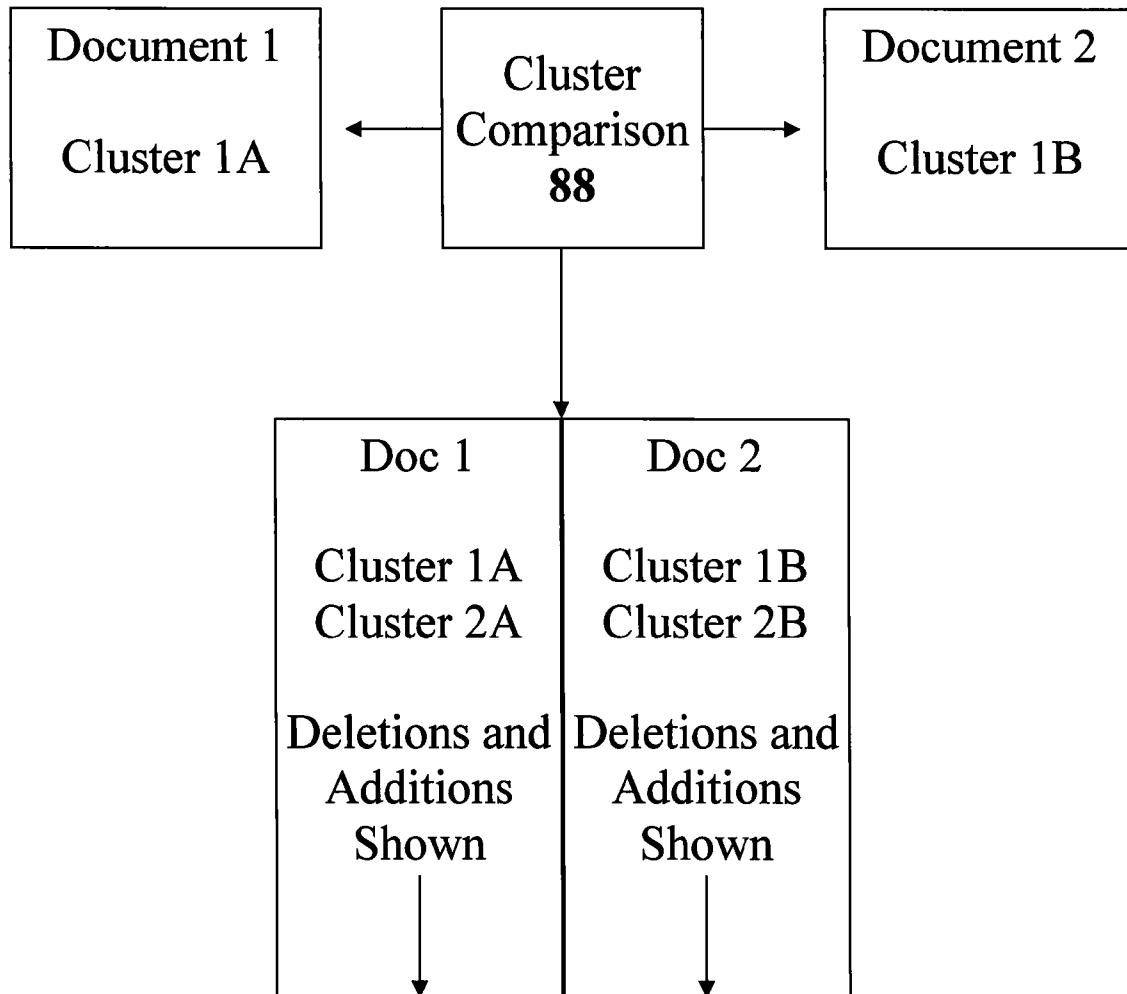 Document 1
Cluster 1A
Cluster
Comparison
88
Document 2
Cluster 1B
Doc 1
Cluster 1A
Cluster 2A
Deletions and
Additions
Shown
Doc 2
Cluster 1B
Cluster 2B
Deletions and
Additions
Shown